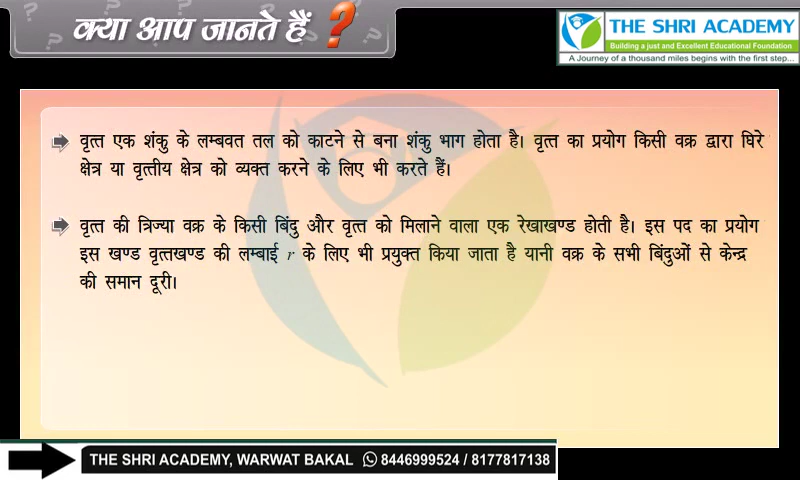 क्या आप जानते हैं ?
THE SHRI ACADEMY
Building a just and Excellent Educational Foundation
A Journey of a thousand miles begins with the first step...
वृत्त एक शंकु के लम्बवत तल को काटने से बना शंकु भाग होता है। वृत्त का प्रयोग किसी वक्र द्वारा घिरे
क्षेत्र या वृत्तीय क्षेत्र को व्यक्त करने के लिए भी करते हैं।
वृत्त की त्रिज्या वक्र के किसी बिंदु और वृत्त को मिलाने वाला एक रेखाखण्ड होती है। इस पद का प्रयोग
इस खण्ड वृत्तखण्ड की लम्बाई r के लिए भी प्रयुक्त किया जाता है यानी वक्र के सभी बिंदुओं से केन्द्र
की समान दूरी।
THE SHRI ACADEMY, WARWAT BAKAL 8446999524 / 8177817138